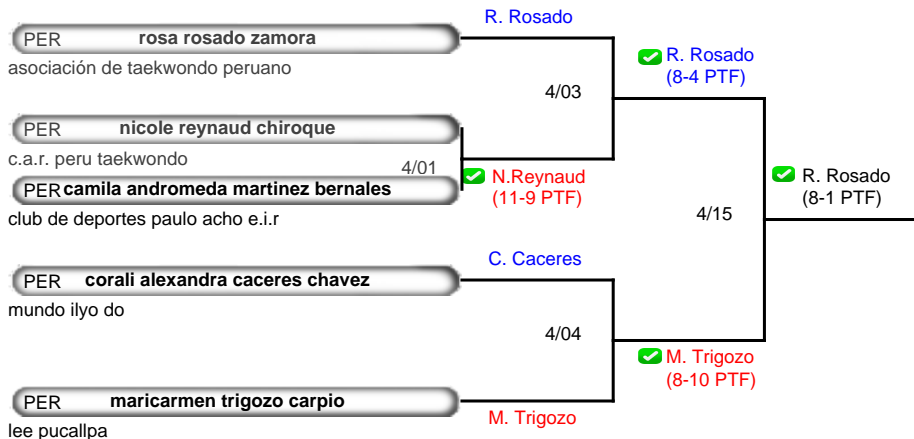 R. Rosado
PER rosa rosado zamora
asociación de taekwondo peruano
R. Rosado
(8-4 PTF)
4/03
PER nicole reynaud chiroque
c.a.r. peru taekwondo
4/01
N.Reynaud
(11-9 PTF)
PER camila andromeda martinez bernales
club de deportes paulo acho e.i.r
R. Rosado
(8-1 PTF)
4/15
C. Caceres
PER corali alexandra caceres chavez
mundo ilyo do
4/04
M. Trigozo
(8-10 PTF)
PER maricarmen trigozo carpio
M. Trigozo
lee pucallpa